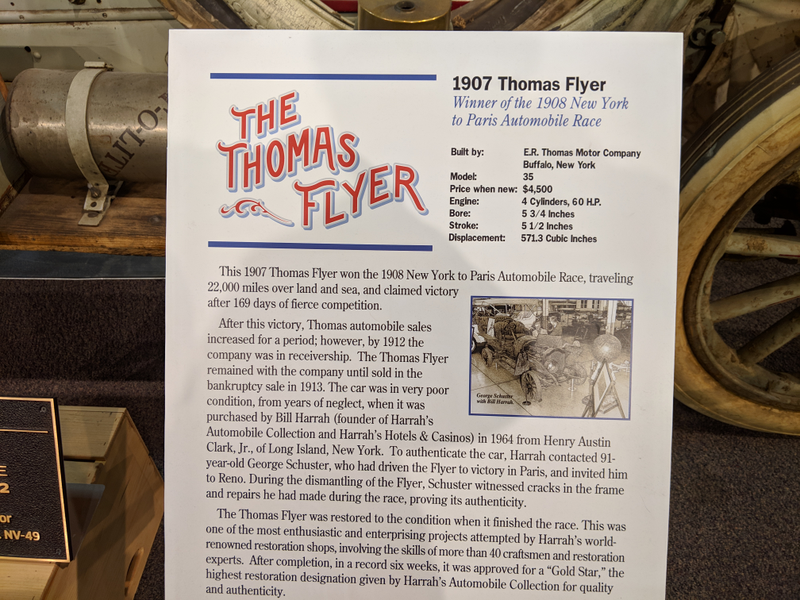 THE
THOMAS
FLYER
1907 Thomas Flyer
Winner of the 1908 New York
to Paris Automobile Race
Built by: E.R. Thomas Motor Company
Buffalo, New York
Model: 35
Price when new: $4,500
Engine: 4 Cylinders, 60 H.P.
Bore: 5 3/4 Inches
Stroke: 5 1/2 Inches
Displacement: 571.3 Cubic Inches
This 1907 Thomas Flyer won the 1908 New York to Paris Automobile Race, traveling
22,000 miles over land and sea, and claimed victory
after 169 days of fierce competition.
After this victory, Thomas automobile sales
increased for a period; however, by 1912 the
company was in receivership. The Thomas Flyer
remained with the company until sold in the
bankruptcy sale in 1913. The car was in very poor
condition, from years of neglect, when it was
purchased by Bill Harrah (founder of Harrah's
Automobile Collection and Harrah's Hotels & Casinos) in 1964 from Henry Austin
Clark, Jr., of Long Island, New York. To authenticate the car, Harrah contacted 91-
year-old George Schuster, who had driven the Flyer to victory in Paris, and invited him
to Reno. During the dismantling of the Flyer, Schuster witnessed cracks in the frame
and repairs he had made during the race, proving its authenticity.
The Thomas Flyer was restored to the condition when it finished the race. This was
one of the most enthusiastic and enterprising projects attempted by Harrah's world-
renowned restoration shops, involving the skills of more than 40 craftsmen and restoration
experts. After completion, in a record six weeks, it was approved for a "Gold Star," the
highest restoration designation given by Harrah's Automobile Collection for quality
and authenticity.
George Schuster
with Bill Harrah
LIT-O-
E
2
or
NV-49